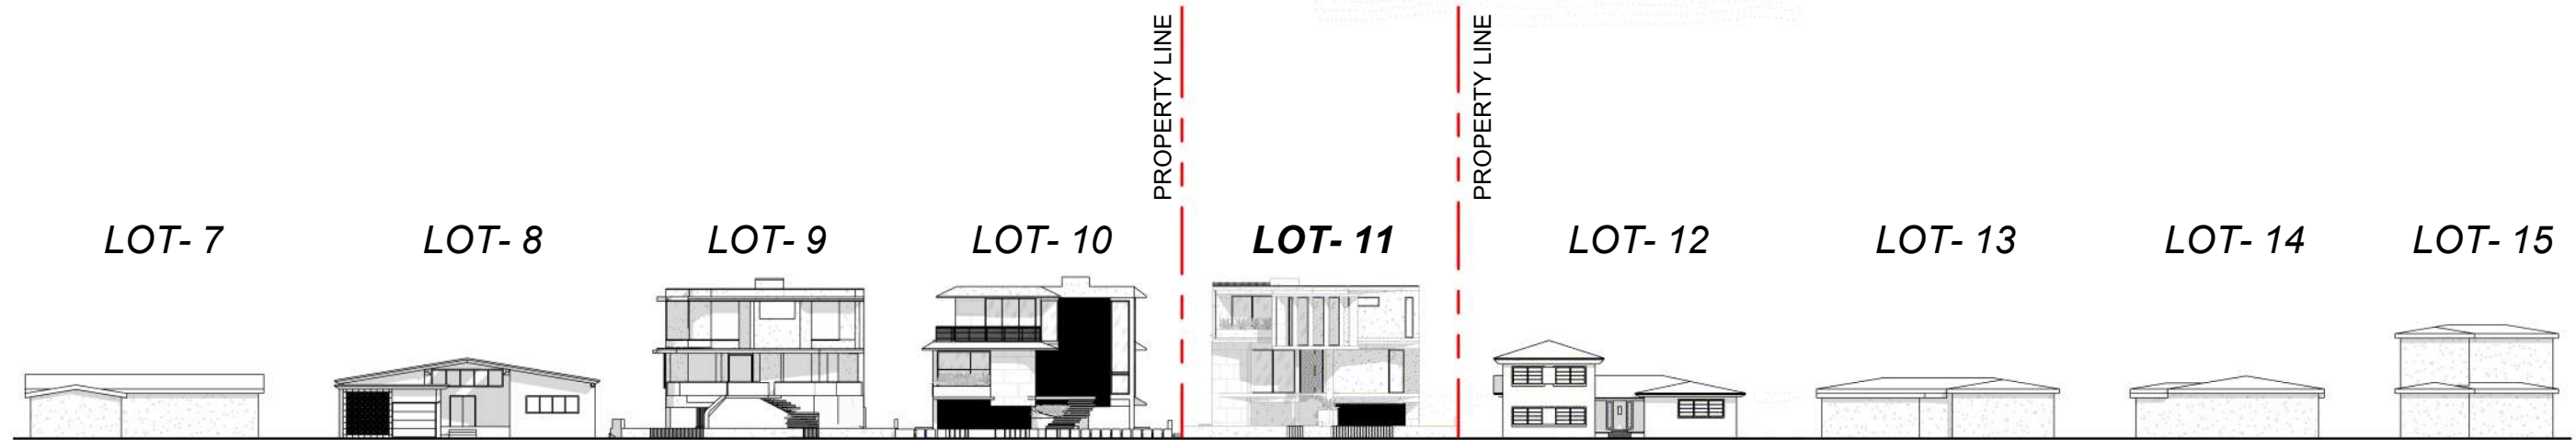 PROPERTY LINE
PROPERTY LINE
LOT- 7
LOT- 8
LOT- 9
LOT- 10
LOT- 11
LOT- 12
LOT- 13
LOT- 14
LOT- 15